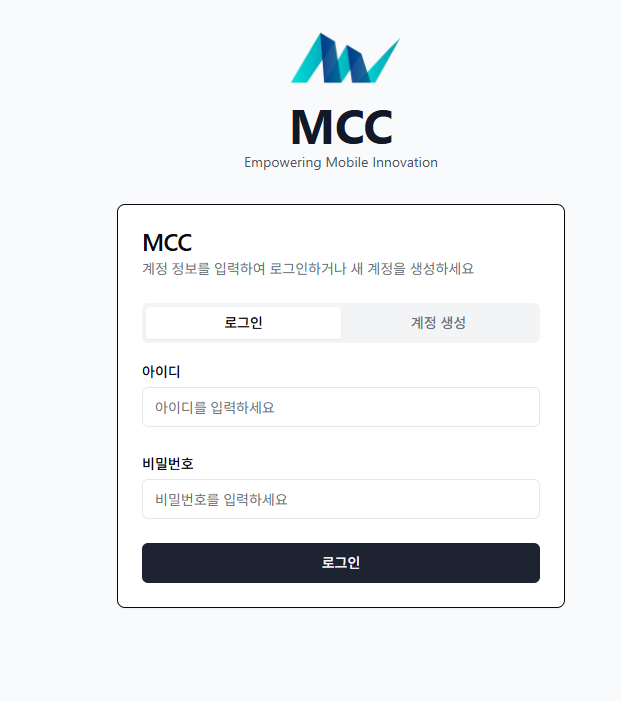 MCC
Empowering Mobile Innovation
MCC
계정 정보를 입력하여 로그인하거나 새 계정을 생성하세요
로그인
계정 생성
아이디
아이디를 입력하세요
비밀번호
비밀번호를 입력하세요
로그인